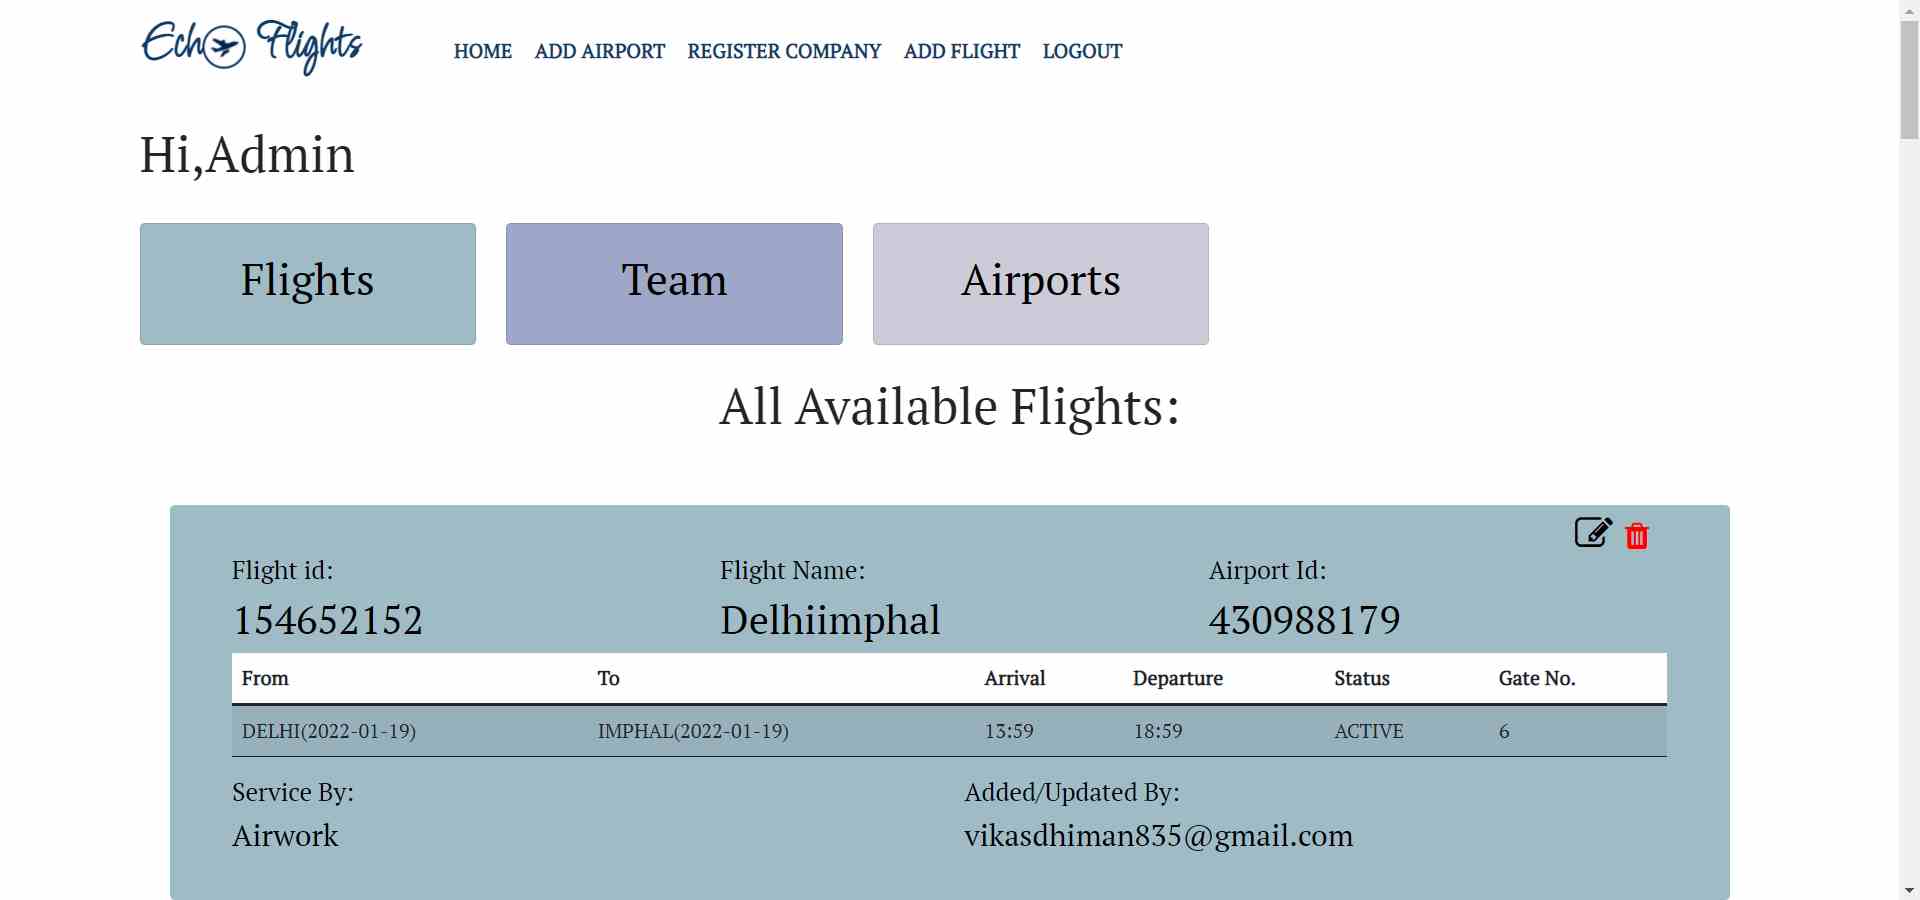 Echo Flights HOME ADD AIRPORT REGISTER COMPANY ADD FLIGHT LOGOUT
Hi,Admin
Flights Team Airports
All Available Flights:
Flight id: Flight Name: Airport Id:
154652152 Delhiimphal 430988179
From To Arrival Departure Status Gate No.
DELHI(2022-01-19) IMPHAL(2022-01-19) 13:59 18:59 ACTIVE 6
Service By: Added/Updated By:
Airwork vikasdhiman835@gmail.com